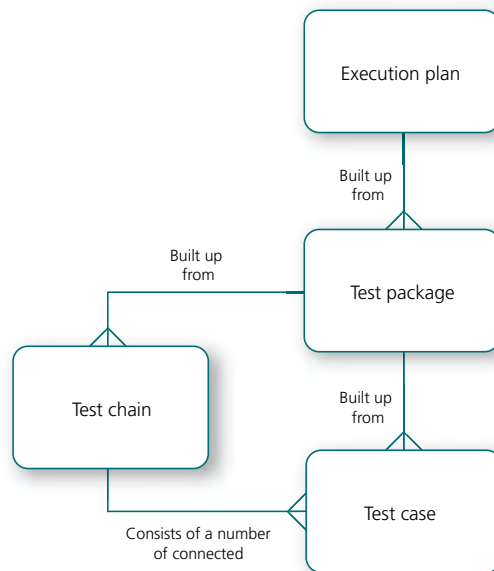 Execution plan
Built up
from
Built up
from
Test package
Test chain
Built up
from
Test case
Consists of a number
of connected